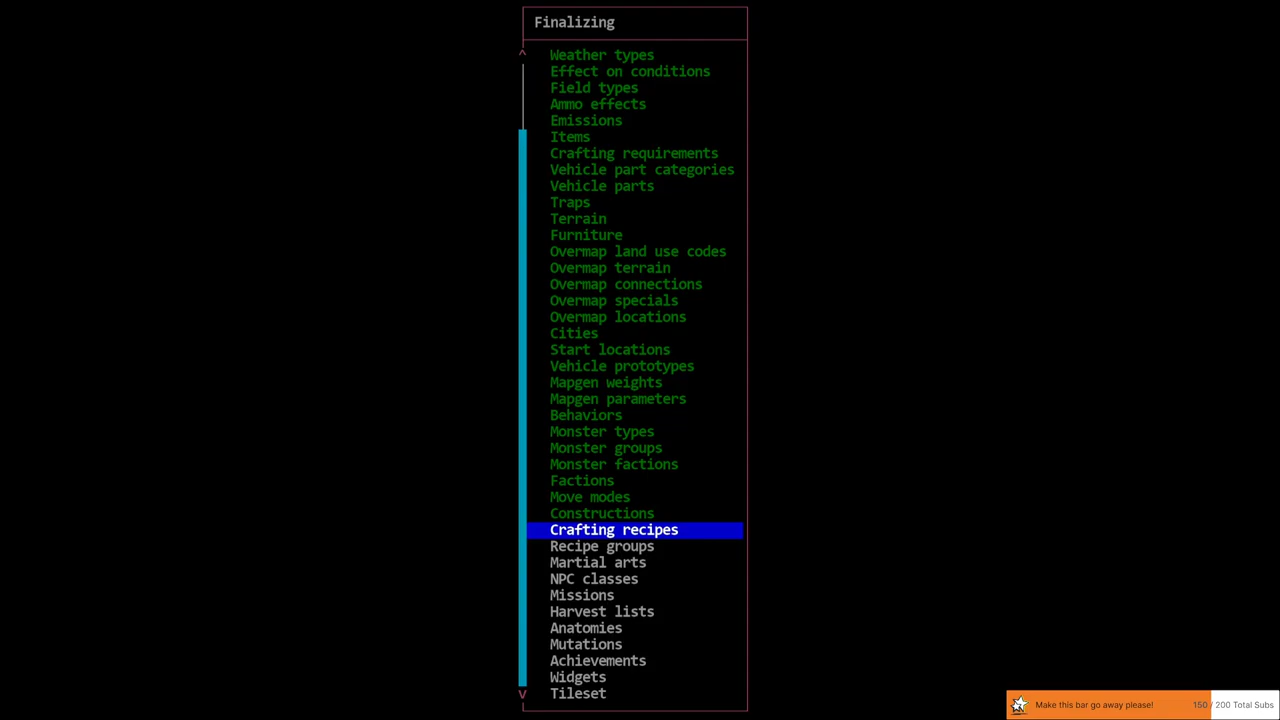 Finalizing
^
Weather types
Effect on conditions
Field types
Ammo effects
Emissions
Items
Crafting requirements
Vehicle part categories
Vehicle parts
Traps
Terrain
Furniture
Overmap land use codes
Overmap terrain
Overmap connections
Overmap specials
Overmap locations
Cities
Start locations
Vehicle prototypes
Mapgen weights
Mapgen parameters
Behaviors
Monster types
Monster groups
Monster factions
Factions
Move modes
Constructions
Crafting recipes
Recipe groups
Martial arts
NPC classes
Missions
Harvest lists
Anatomies
Mutations
Achievements
Widgets
v Tileset
Make this bar go away please! 150 / 200 Total Subs